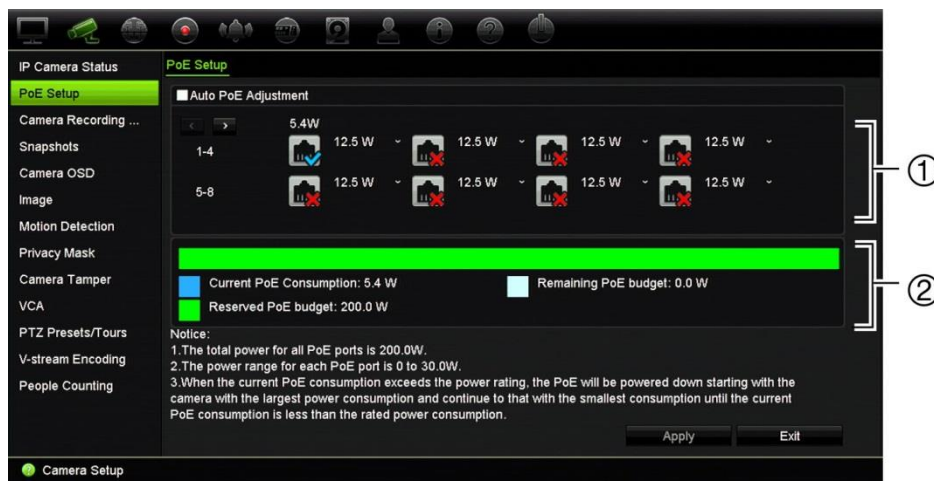 IP Camera Status
PoE Setup
Camera Recording ...
Snapshots
Camera OSD
Image
Motion Detection
Privacy Mask
Camera Tamper
VCA
PTZ Presets/Tours
V-stream Encoding
People Counting
PoE Setup
Auto PoE Adjustment
5.4W
1-4 12.5 W 12.5 W 12.5 W 12.5 W
5-8 12.5 W 12.5 W 12.5 W 12.5 W
①
Current PoE Consumption: 5.4 W Remaining PoE budget: 0.0 W
Reserved PoE budget: 200.0 W
②
Notice:
1.The total power for all PoE ports is 200.0W.
2.The power range for each PoE port is 0 to 30.0W.
3.When the current PoE consumption exceeds the power rating, the PoE will be powered down starting with the
camera with the largest power consumption and continue to that with the smallest consumption until the current
PoE consumption is less than the rated power consumption.
Apply Exit
Camera Setup